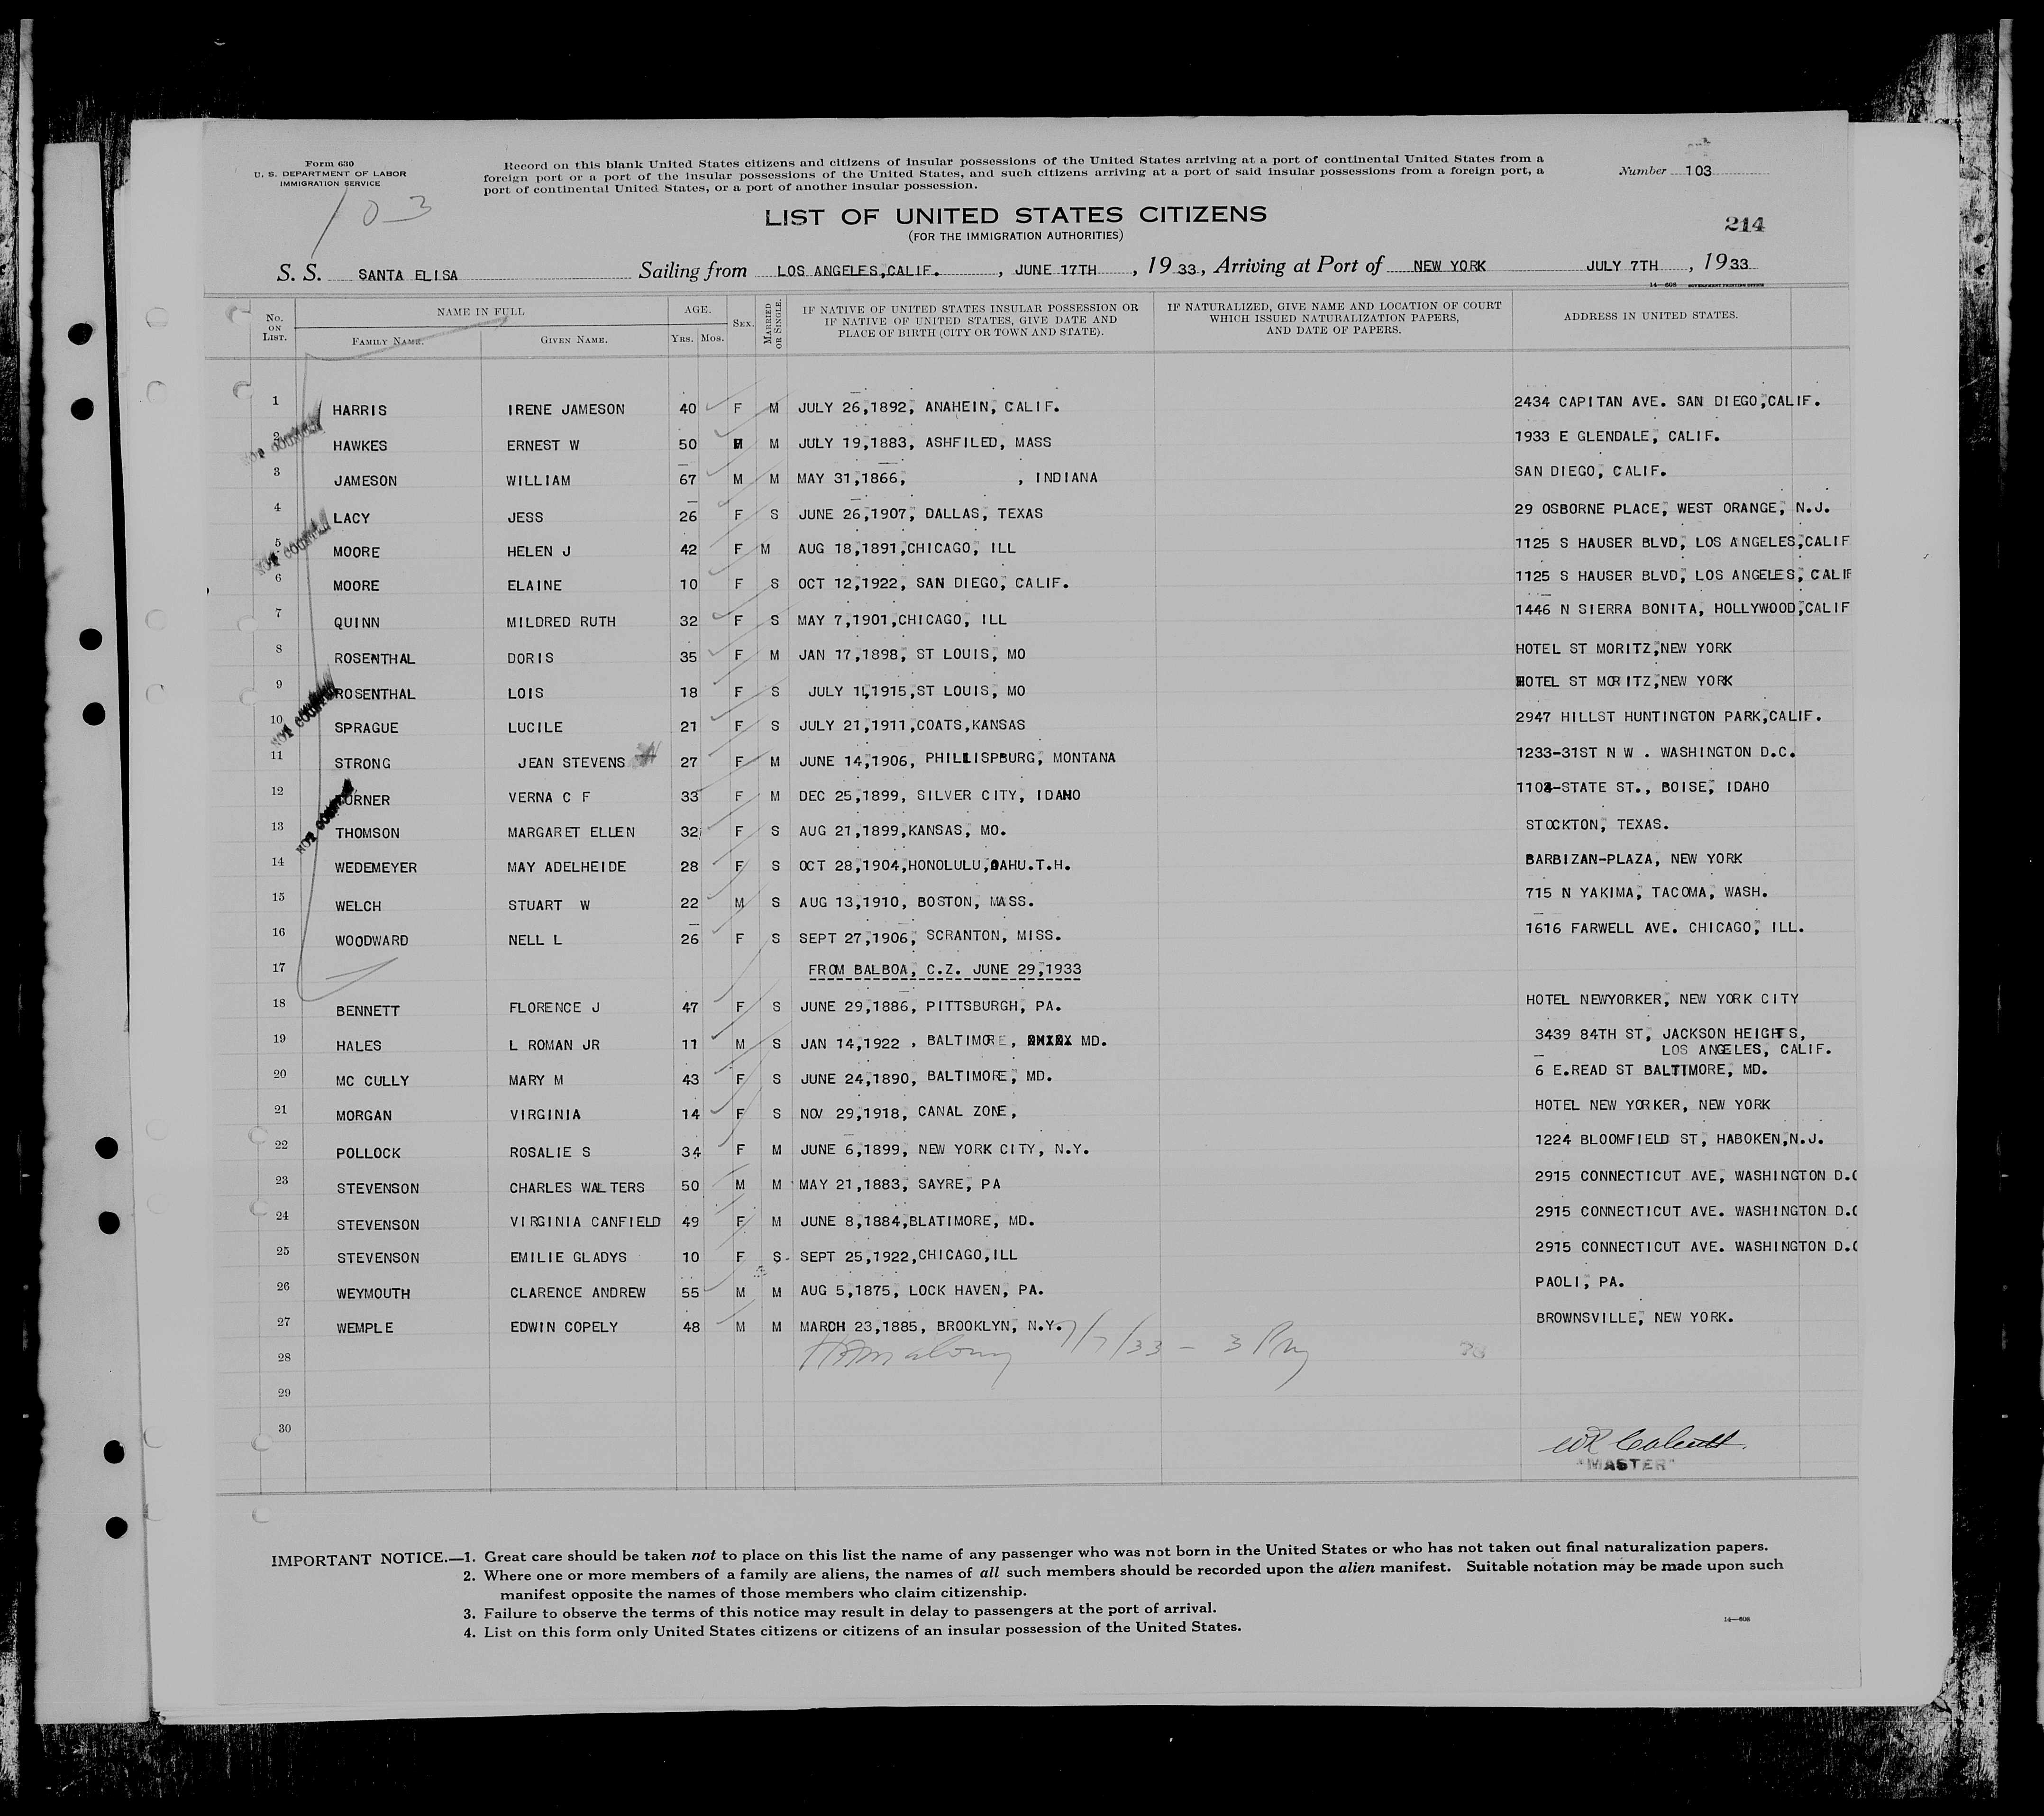 Form 630
U. S. DEPARTMENT OF LABOR
IMMIGRATION SERVICE
103
Record on this blank United States citizens and citizens of insular possessions of the United States arriving at a port of continental United States from a
foreign port or a port of the insular possessions of the United States, and such citizens arriving at a port of said insular possessions from a foreign port, a
port of continental United States, or a port of another insular possession.
Number 103
LIST OF UNITED STATES CITIZENS
(FOR THE IMMIGRATION AUTHORITIES)
214
S. S. SANTA ELISA Sailing from LOS ANGELES,CALIF. , JUNE 17TH , 1933, Arriving at Port of NEW YORK JULY 7TH , 1933
14—608 GOVERNMENT PRINTING OFFICE
No. ON LIST. NAME IN FULL FAMILY NAME. GIVEN NAME. AGE. YRS. MOS. SEX. MARRIED OR SINGLE. IF NATIVE OF UNITED STATES INSULAR POSSESSION OR IF NATIVE OF UNITED STATES, GIVE DATE AND PLACE OF BIRTH (CITY OR TOWN AND STATE). IF NATURALIZED, GIVE NAME AND LOCATION OF COURT WHICH ISSUED NATURALIZATION PAPERS, AND DATE OF PAPERS. ADDRESS IN UNITED STATES.
1 HARRIS IRENE JAMESON 40 F M JULY 26,1892, ANAHEIN, CALIF. 2434 CAPITAN AVE. SAN DIEGO,CALIF.
NOT COUNTED
2 HAWKES ERNEST W 50 M M JULY 19,1883, ASHFILED, MASS 1933 E GLENDALE, CALIF.
3 JAMESON WILLIAM 67 M M MAY 31,1866, , INDIANA SAN DIEGO, CALIF.
4 LACY JESS 26 F S JUNE 26,1907, DALLAS, TEXAS 29 OSBORNE PLACE, WEST ORANGE, N.J.
NOT COUNTED
5 MOORE HELEN J 42 F M AUG 18,1891,CHICAGO, ILL 1125 S HAUSER BLVD, LOS ANGELES,CALIF
6 MOORE ELAINE 10 F S OCT 12,1922, SAN DIEGO, CALIF. 1125 S HAUSER BLVD, LOS ANGELES, CALIF
7 QUINN MILDRED RUTH 32 F S MAY 7,1901,CHICAGO, ILL 1446 N SIERRA BONITA, HOLLYWOOD,CALIF
8 ROSENTHAL DORIS 35 F M JAN 17,1898, ST LOUIS, MO HOTEL ST MORITZ,NEW YORK
9 ROSENTHAL LOIS 18 F S JULY 11,1915,ST LOUIS, MO HOTEL ST MORITZ,NEW YORK
NOT COUNTED
10 SPRAGUE LUCILE 21 F S JULY 21,1911,COATS,KANSAS 2947 HILLST HUNTINGTON PARK,CALIF.
11 STRONG JEAN STEVENS 27 F M JUNE 14,1906, PHILLISPBURG, MONTANA 1233-31ST N W . WASHINGTON D.C.
12 TURNER VERNA C F 33 F M DEC 25,1899, SILVER CITY, IDAHO 1108-STATE ST., BOISE, IDAHO
NOT COUNTED
13 THOMSON MARGARET ELLEN 32 F S AUG 21,1899,KANSAS, MO. STOCKTON, TEXAS.
14 WEDEMEYER MAY ADELHEIDE 28 F S OCT 28,1904,HONOLULU,OAHU.T.H. BARBIZAN-PLAZA, NEW YORK
15 WELCH STUART W 22 M S AUG 13,1910, BOSTON, MASS. 715 N YAKIMA, TACOMA, WASH.
16 WOODWARD NELL L 26 F S SEPT 27,1906, SCRANTON, MISS. 1616 FARWELL AVE. CHICAGO, ILL.
17 FROM BALBOA, C.Z. JUNE 29,1933
18 BENNETT FLORENCE J 47 F S JUNE 29,1886, PITTSBURGH, PA. HOTEL NEWYORKER, NEW YORK CITY
19 HALES L ROMAN JR 11 M S JAN 14,1922 , BALTIMORE, MD. 3439 84TH ST, JACKSON HEIGHTS,
LOS ANGELES, CALIF.
20 MC CULLY MARY M 43 F S JUNE 24,1890, BALTIMORE, MD. 6 E.READ ST BALTIMORE, MD.
21 MORGAN VIRGINIA 14 F S NOV 29,1918, CANAL ZONE, HOTEL NEW YORKER, NEW YORK
22 POLLOCK ROSALIE S 34 F M JUNE 6,1899, NEW YORK CITY, N.Y. 1224 BLOOMFIELD ST, HABOKEN,N.J.
23 STEVENSON CHARLES WALTERS 50 M M MAY 21,1883, SAYRE, PA 2915 CONNECTICUT AVE, WASHINGTON D.C
24 STEVENSON VIRGINIA CANFIELD 49 F M JUNE 8,1884,BLATIMORE, MD. 2915 CONNECTICUT AVE. WASHINGTON D.C
25 STEVENSON EMILIE GLADYS 10 F S SEPT 25,1922,CHICAGO,ILL 2915 CONNECTICUT AVE. WASHINGTON D.C
26 WEYMOUTH CLARENCE ANDREW 55 M M AUG 5,1875, LOCK HAVEN, PA. PAOLI, PA.
27 WEMPLE EDWIN COPELY 48 M M MARCH 23,1885, BROOKLYN, N.Y. BROWNSVILLE, NEW YORK.
28 7/7/33 - 3 PM
29
30
"MASTER"
IMPORTANT NOTICE.—1. Great care should be taken not to place on this list the name of any passenger who was not born in the United States or who has not taken out final naturalization papers.
2. Where one or more members of a family are aliens, the names of all such members should be recorded upon the alien manifest. Suitable notation may be made upon such
manifest opposite the names of those members who claim citizenship.
3. Failure to observe the terms of this notice may result in delay to passengers at the port of arrival.
4. List on this form only United States citizens or citizens of an insular possession of the United States.
14—608